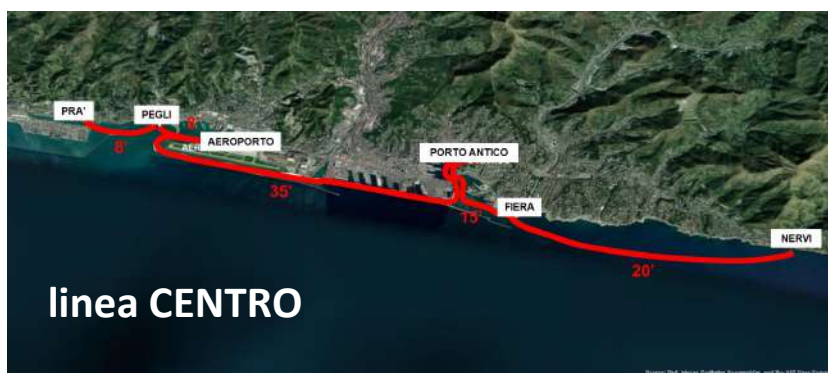 PRA'
PEGLI
8'
AEROPORTO
8'
PORTO ANTICO
35'
15'
FIERA
NERVI
20'
linea CENTRO